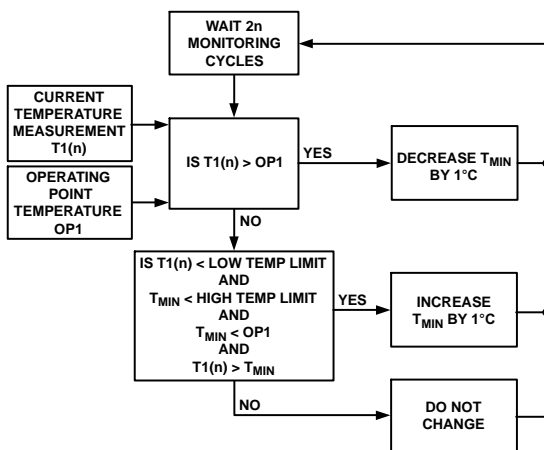 WAIT 2n
MONITORING
CYCLES
CURRENT
TEMPERATURE
MEASUREMENT
T1(n)
OPERATING
POINT
TEMPERATURE
OP1
IS T1(n) > OP1
YES
DECREASE TMIN
BY 1°C
NO
IS T1(n) < LOW TEMP LIMIT
AND
TMIN < HIGH TEMP LIMIT
AND
TMIN < OP1
AND
T1(n) > TMIN
YES
INCREASE
TMIN BY 1°C
NO
DO NOT
CHANGE